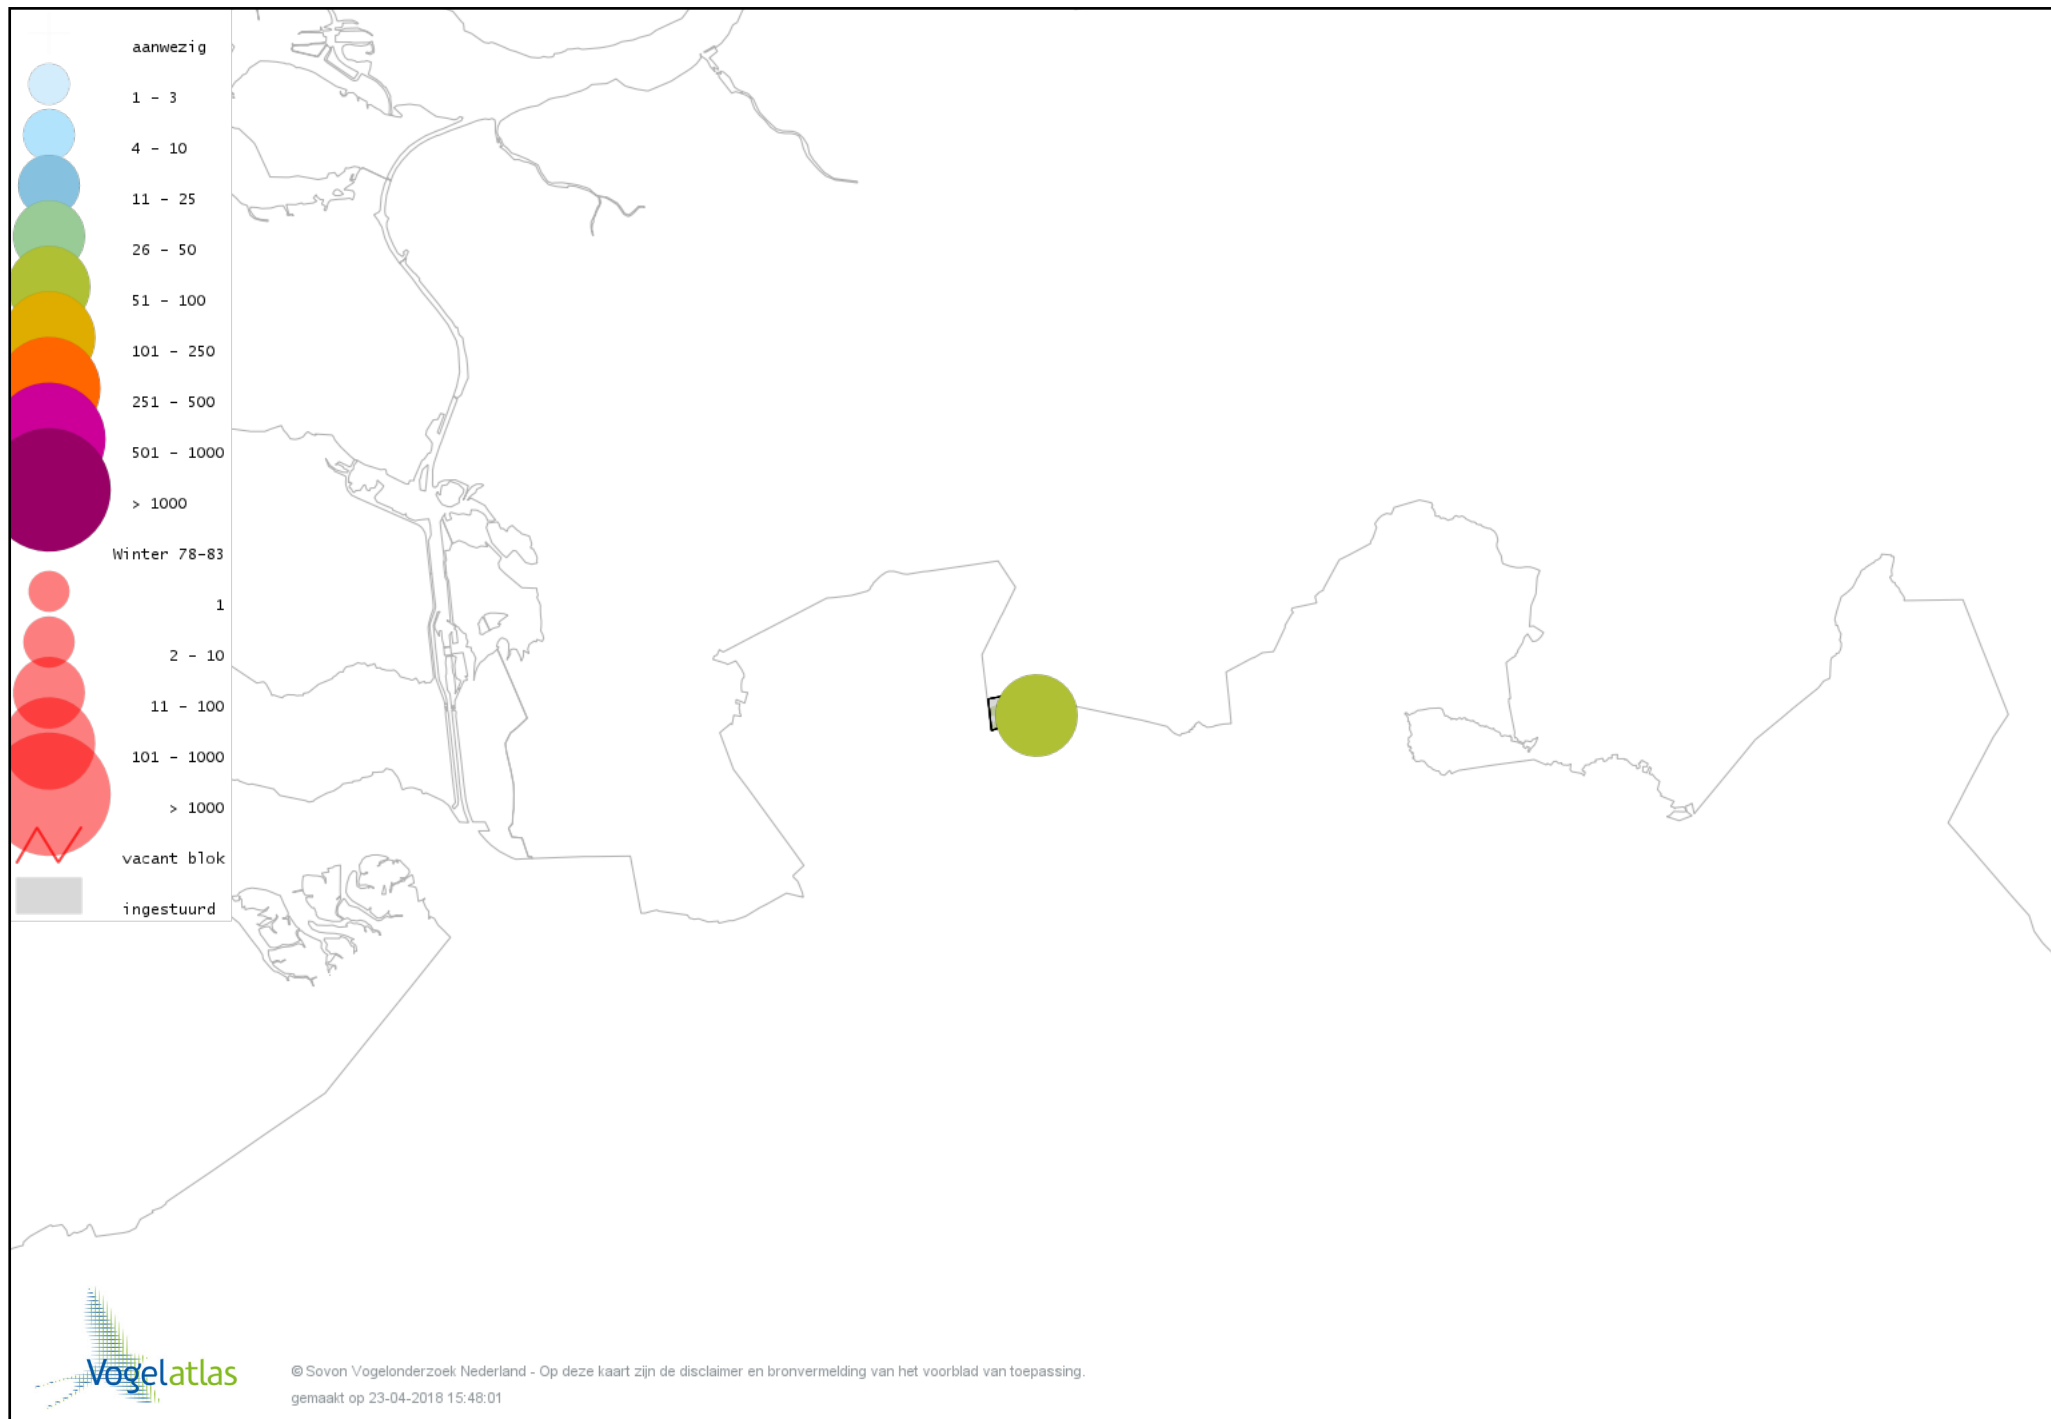 aanwezig
1 - 3
4 - 10
11 - 25
26 - 50
51 - 100
101 - 250
251 - 500
501 - 1000
> 1000
Winter 78-83
1
2 - 10
11 - 100
101 - 1000
> 1000
vacant blok
ingestuurd
Vogelatlas
© Sovon Vogelonderzoek Nederland - Op deze kaart zijn de disclaimer en bronvermelding van het voorblad van toepassing.
gemaakt op 23-04-2018 15:48:01